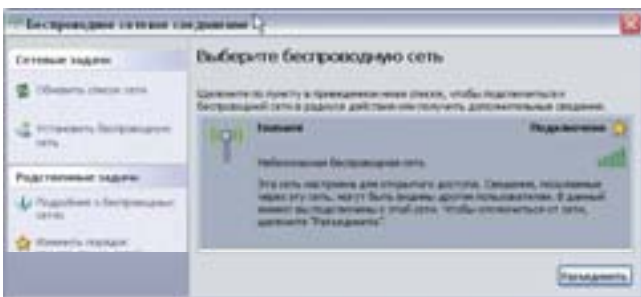 Беспроводное сетевое соединение
Сетевые задачи
Обновить список сети
Установить беспроводную
сеть
Родственные задачи
Подробнее о беспроводных
сетях
Изменить порядок
Выберите беспроводную сеть
Щелкните по пункту в приведенном ниже списке, чтобы подключиться к
беспроводной сети в радиусе действия или получить дополнительные сведения.
Подключено
Небезопасная беспроводная сеть
Эта сеть настроена для открытого доступа. Сведения, посылаемые
через эту сеть, могут быть видимы другим пользователям. В данный
момент вы подключены к этой сети. Чтобы отключиться от сети,
щелкните "Разъединить".
Разъединить